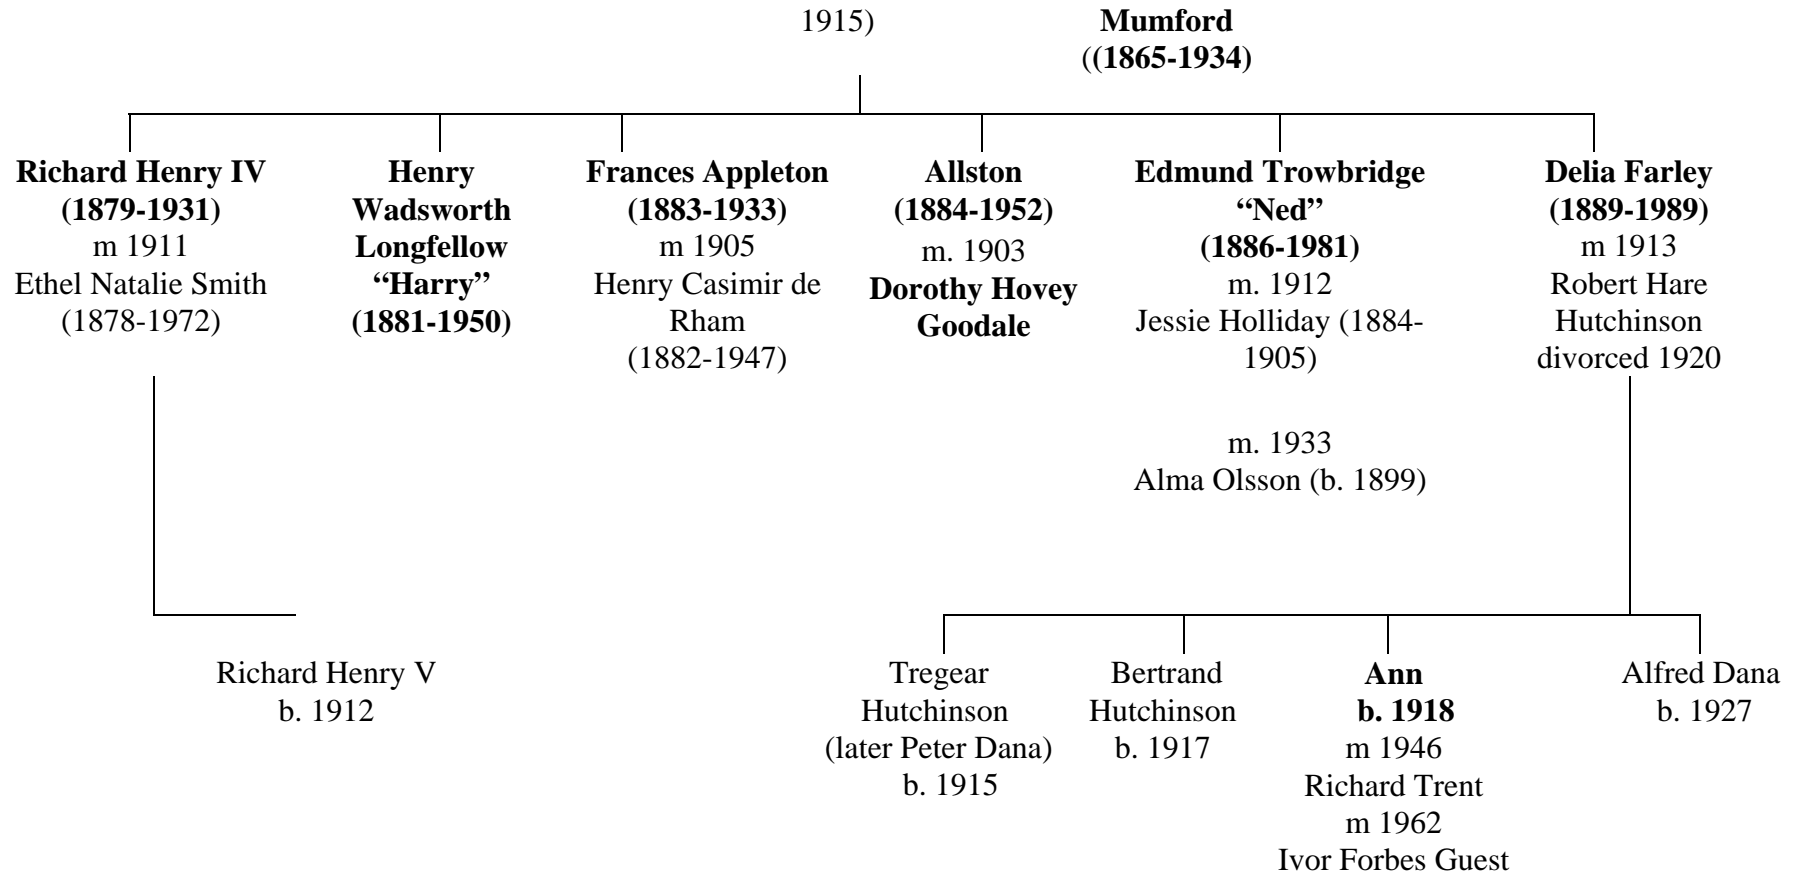 1915)
Mumford
((1865-1934)
Richard Henry IV
(1879-1931)
m 1911
Ethel Natalie Smith
(1878-1972)
Henry
Wadsworth
Longfellow
“Harry”
(1881-1950)
Frances Appleton
(1883-1933)
m 1905
Henry Casimir de
Rham
(1882-1947)
Allston
(1884-1952)
m. 1903
Dorothy Hovey
Goodale
Edmund Trowbridge
“Ned”
(1886-1981)
m. 1912
Jessie Holliday (1884-
1905)
m. 1933
Alma Olsson (b. 1899)
Delia Farley
(1889-1989)
m 1913
Robert Hare
Hutchinson
divorced 1920
Richard Henry V
b. 1912
Tregear
Hutchinson
(later Peter Dana)
b. 1915
Bertrand
Hutchinson
b. 1917
Ann
b. 1918
m 1946
Richard Trent
m 1962
Ivor Forbes Guest
Alfred Dana
b. 1927